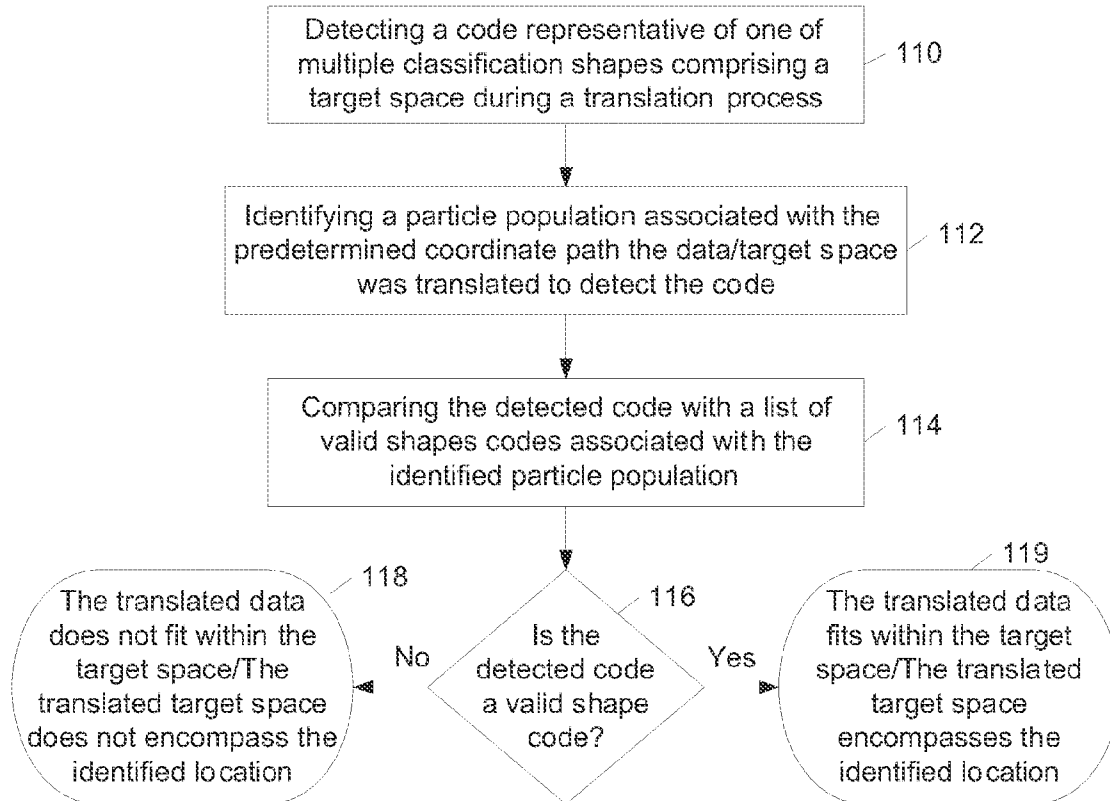 Detecting a code representative of one of
multiple classification shapes comprising a
target space during a translation process
110
Identifying a particle population associated with the
predetermined coordinate path the data/target space
was translated to detect the code
112
Comparing the detected code with a list of
valid shapes codes associated with the
identified particle population
114
118
The translated data
does not fit within the
target space/The
translated target space
does not encompass the
identified location
No
116
Is the
detected code
a valid shape
code?
Yes
119
The translated data
fits within the target
space/The translated
target space
encompasses the
identified location